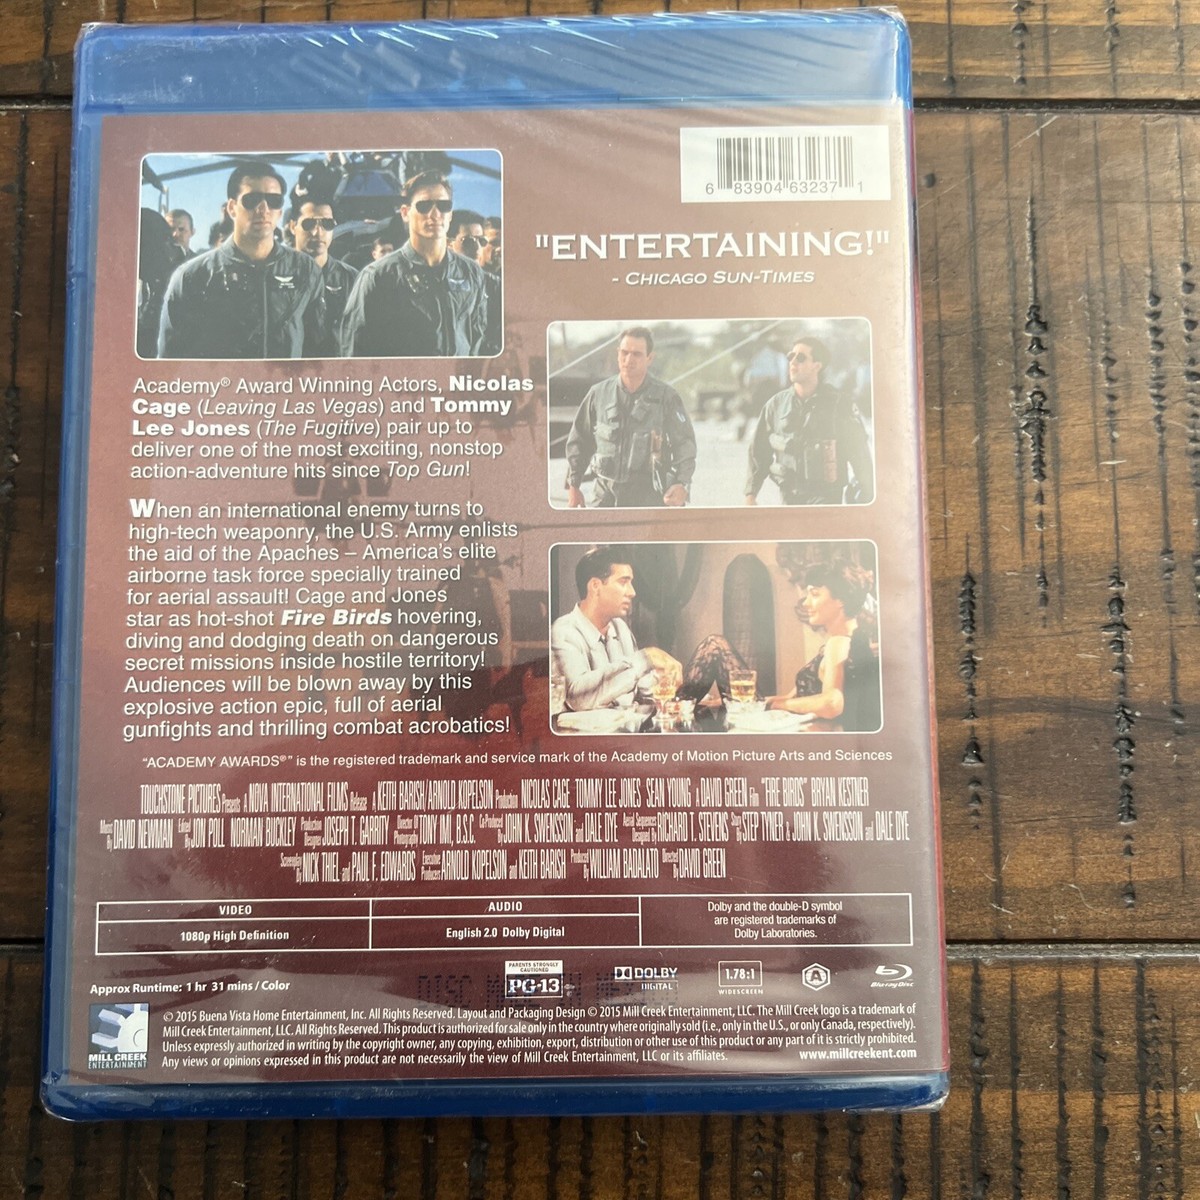 6 83904 63237 1
"ENTERTAINING!"
- CHICAGO SUN-TIMES
Academy® Award Winning Actors, Nicolas
Cage (Leaving Las Vegas) and Tommy
Lee Jones (The Fugitive) pair up to
deliver one of the most exciting, nonstop
action-adventure hits since Top Gun!
When an international enemy turns to
high-tech weaponry, the U.S. Army enlists
the aid of the Apaches – America's elite
airborne task force specially trained
for aerial assault! Cage and Jones
star as hot-shot Fire Birds hovering,
diving and dodging death on dangerous
secret missions inside hostile territory!
Audiences will be blown away by this
explosive action epic, full of aerial
gunfights and thrilling combat acrobatics!
"ACADEMY AWARDS®" is the registered trademark and service mark of the Academy of Motion Picture Arts and Sciences
TOUCHSTONE PICTURES Presents A NOVA INTERNATIONAL FILMS Release A KEITH BARISH/ARNOLD KOPELSON Production NICOLAS CAGE TOMMY LEE JONES SEAN YOUNG A DAVID GREEN Film "FIRE BIRDS" BRYAN KESTNER
Music By DAVID NEWMAN Edited By JON POLL NORMAN BUCKLEY Production Designer JOSEPH T. GARRITY Director Of Photography TONY IMI, B.S.C. Co-Produced By JOHN K. SWENSSON and DALE DYE Aerial Sequences Designed By RICHARD T. STEVENS Story By STEP TYNER & JOHN K. SWENSSON and DALE DYE
Screenplay By NICK THIEL and PAUL F. EDWARDS Executive Producers ARNOLD KOPELSON and KEITH BARISH Produced By WILLIAM BADALATO Directed By DAVID GREEN
VIDEO
1080p High Definition
AUDIO
English 2.0 Dolby Digital
Dolby and the double-D symbol
are registered trademarks of
Dolby Laboratories.
Approx Runtime: 1 hr 31 mins / Color
PARENTS STRONGLY CAUTIONED
PG-13
DOLBY
DIGITAL
1.78:1
WIDESCREEN
A
Blu-ray Disc
DISC MADE IN MEXICO
MILL CREEK
ENTERTAINMENT
© 2015 Buena Vista Home Entertainment, Inc. All Rights Reserved. Layout and Packaging Design © 2015 Mill Creek Entertainment, LLC. The Mill Creek logo is a trademark of
Mill Creek Entertainment, LLC. All Rights Reserved. This product is authorized for sale only in the country where originally sold (i.e., only in the U.S., or only Canada, respectively).
Unless expressly authorized in writing by the copyright owner, any copying, exhibition, export, distribution or other use of this product or any part of it is strictly prohibited.
Any views or opinions expressed in this product are not necessarily the view of Mill Creek Entertainment, LLC or its affiliates.
www.millcreekent.com